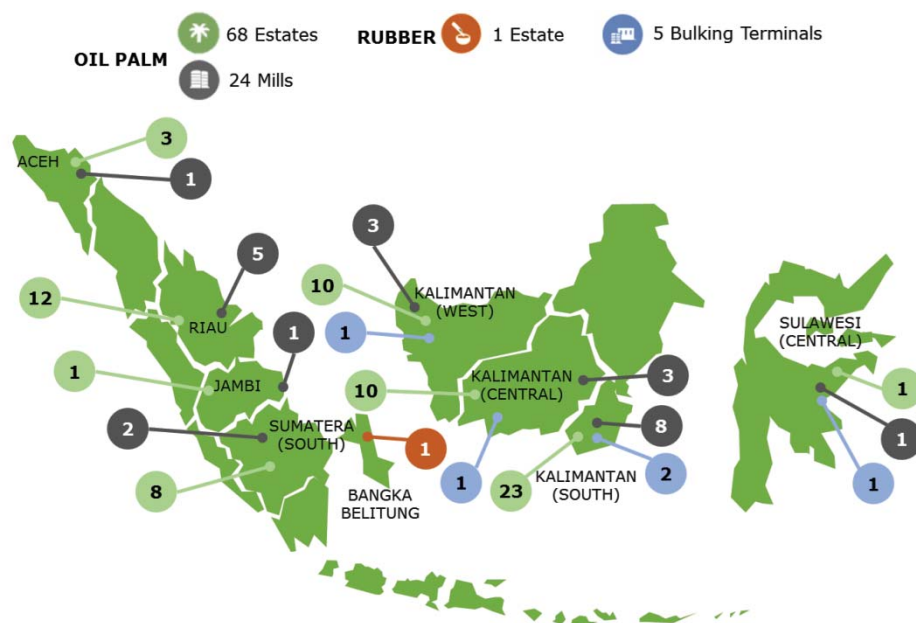 68 Estates
RUBBER
1 Estate
5 Bulking Terminals
OIL PALM
24 Mills
3
ACEH
1
3
5
10
KALIMANTAN
(WEST)
12
RIAU
1
1
SULAWESI
(CENTRAL)
1
JAMBI
10
KALIMANTAN
(CENTRAL)
3
1
2
SUMATERA
(SOUTH)
1
8
1
8
1
2
23
KALIMANTAN
(SOUTH)
1
BANGKA
BELITUNG